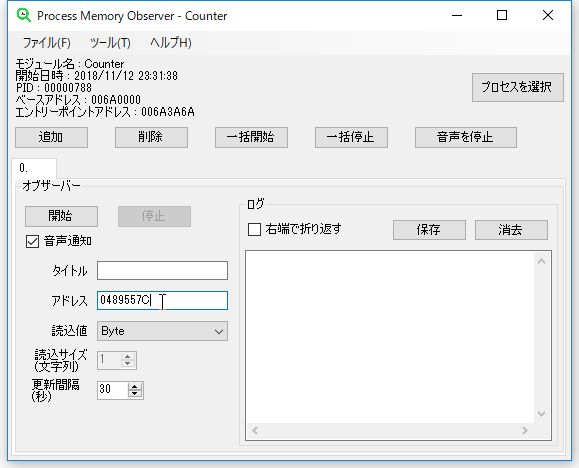 Process Memory Observer - Counter
ファイル(F) ツール(T) ヘルプ(H)
モジュール名 : Counter
開始日時 : 2018/11/12 23:31:38
PID : 00000788
ベースアドレス : 006A0000
エントリーポイントアドレス : 006A3A6A
プロセスを選択
追加 削除 一括開始 一括停止 音声を停止
0.
オブザーバー
開始 停止
音声通知
タイトル
アドレス 0489557C
読込値 Byte
読込サイズ
(文字列) 1
更新間隔
(秒) 30
ログ
右端で折り返す 保存 消去